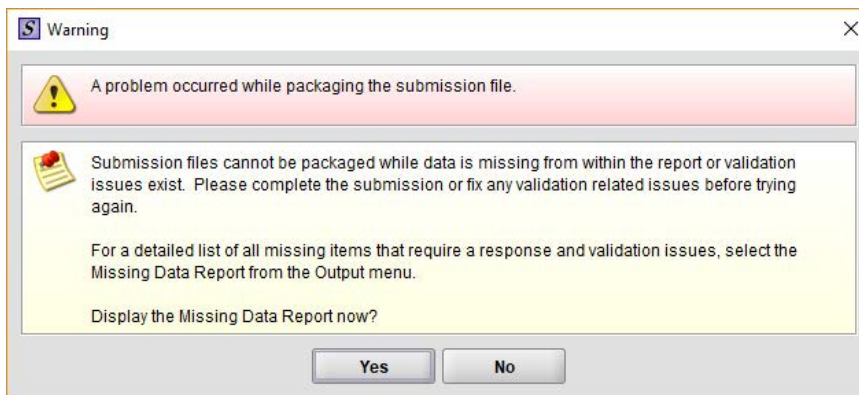 S Warning
A problem occurred while packaging the submission file.
Submission files cannot be packaged while data is missing from within the report or validation
issues exist.  Please complete the submission or fix any validation related issues before trying
again.
For a detailed list of all missing items that require a response and validation issues, select the
Missing Data Report from the Output menu.
Display the Missing Data Report now?
Yes No